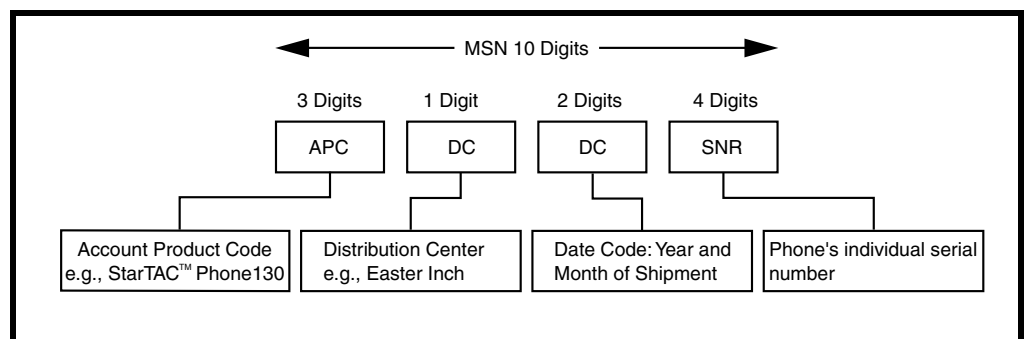 MSN 10 Digits
3 Digits
1 Digit
2 Digits
4 Digits
APC
DC
DC
SNR
Account Product Code
e.g., StarTAC™ Phone130
Distribution Center
e.g., Easter Inch
Date Code: Year and
Month of Shipment
Phone's individual serial
number